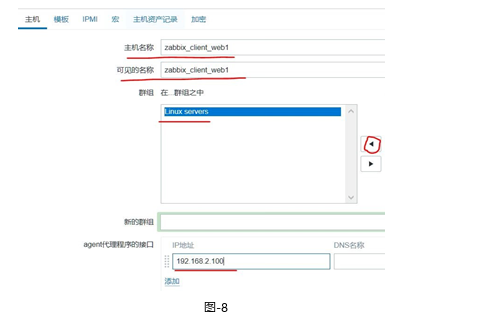 主机 模板 IPMI 宏 主机资产记录 加密
主机名称 zabbix_client_web1
可见的名称 zabbix_client_web1
群组 在...群组之中
Linux servers
新的群组
agent代理程序的接口 IP地址 DNS名称
192.168.2.100
添加
图-8